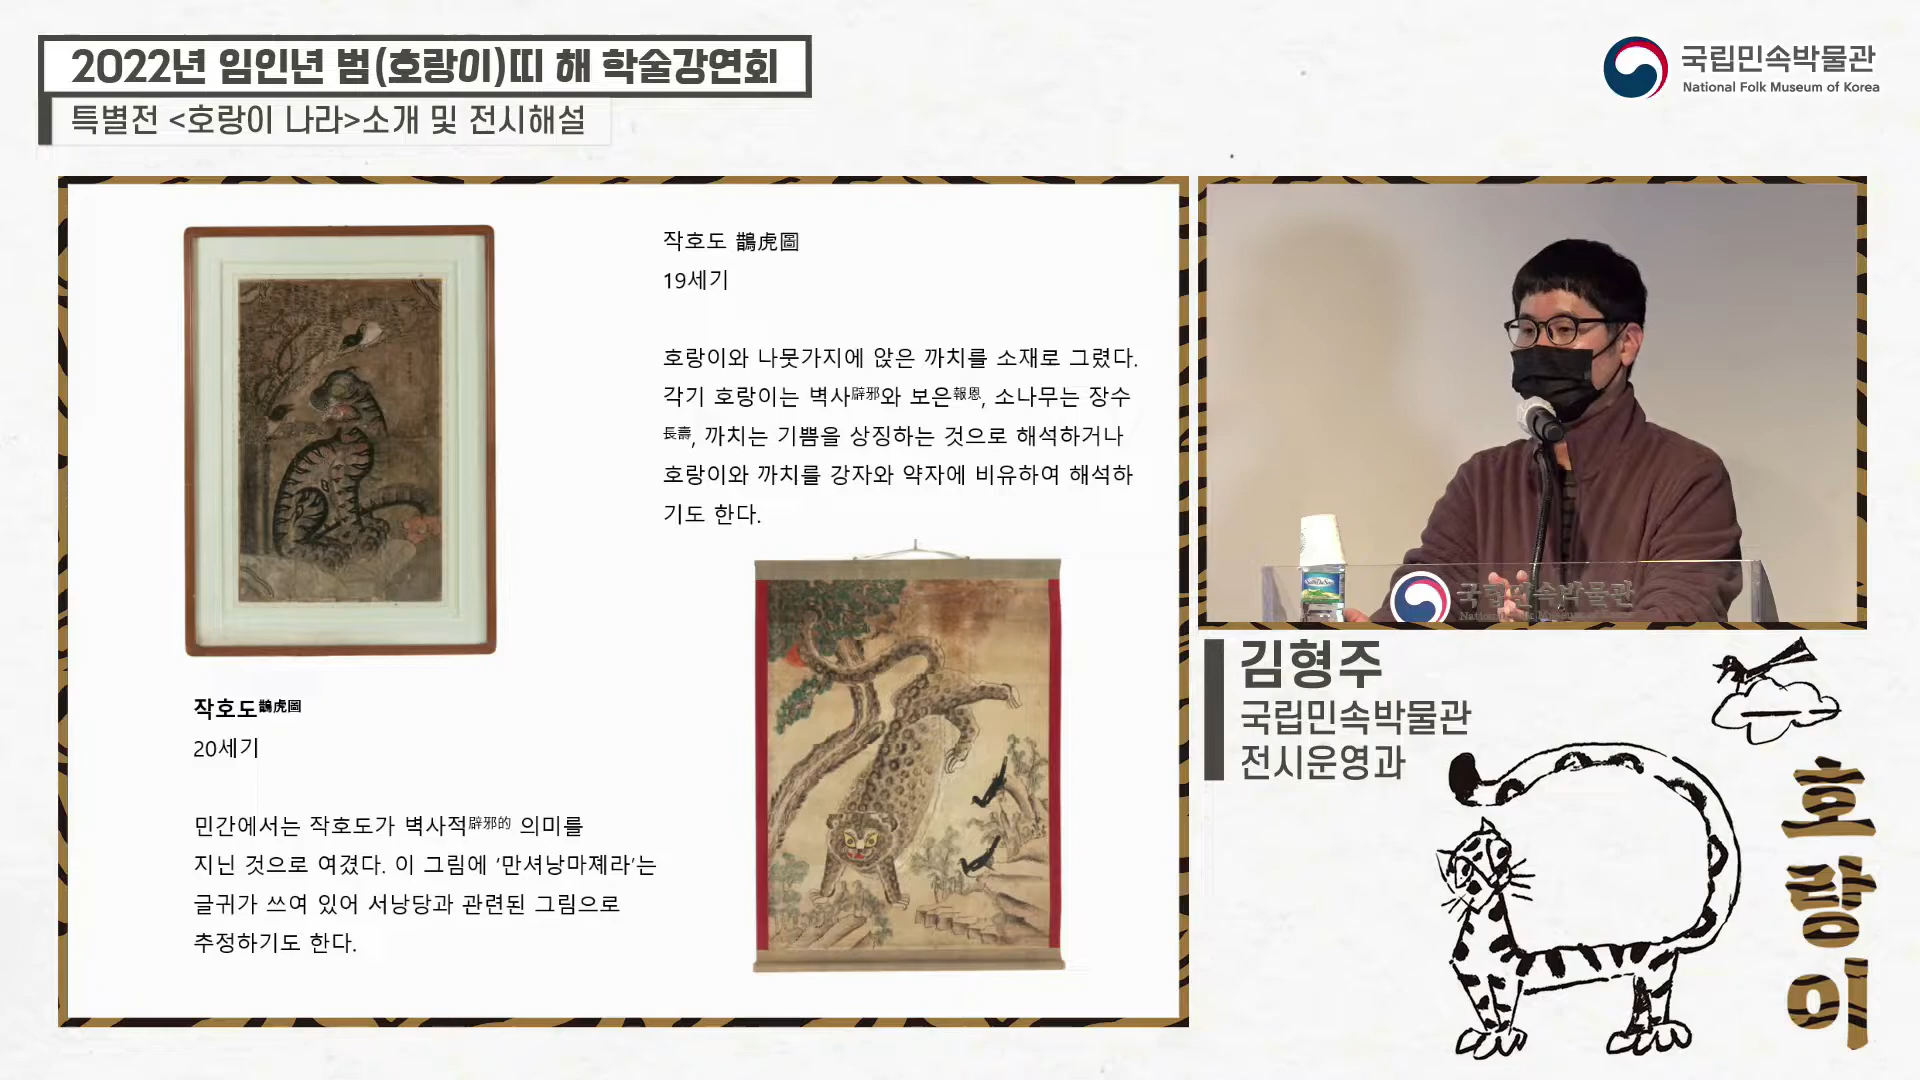 2022년 임인년 범(호랑이)띠 해 학술강연회
특별전 <호랑이 나라>소개 및 전시해설
국립민속박물관
National Folk Museum of Korea
작호도 鵲虎圖
19세기
호랑이와 나뭇가지에 앉은 까치를 소재로 그렸다.
각기 호랑이는 벽사辟邪와 보은報恩, 소나무는 장수
長壽, 까치는 기쁨을 상징하는 것으로 해석하거나
호랑이와 까치를 강자와 약자에 비유하여 해석하
기도 한다.
작호도鵲虎圖
20세기
민간에서는 작호도가 벽사적辟邪的 의미를
지닌 것으로 여겼다. 이 그림에 ‘만셔낭마졔라’는
글귀가 쓰여 있어 서낭당과 관련된 그림으로
추정하기도 한다.
국립민속박물관
김형주
국립민속박물관
전시운영과
호랑이